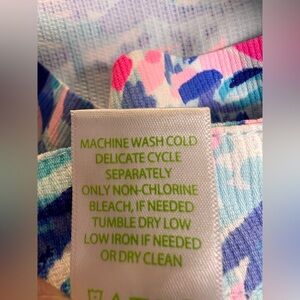 MACHINE WASH COLD
DELICATE CYCLE
SEPARATELY
ONLY NON-CHLORINE
BLEACH, IF NEEDED
TUMBLE DRY LOW
LOW IRON IF NEEDED
OR DRY CLEAN